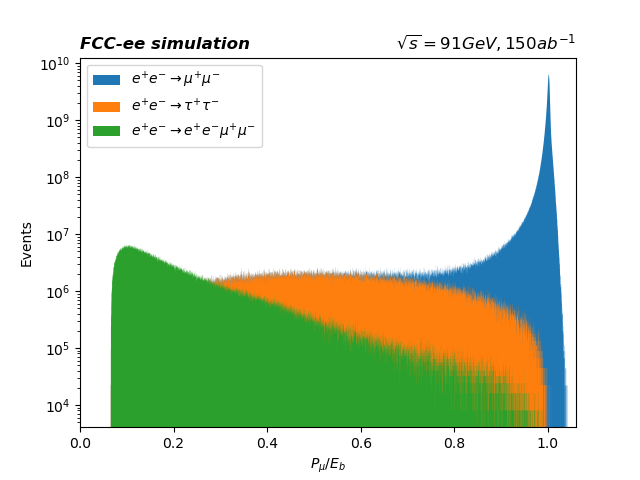 FCC-ee simulation
√s = 91GeV, 150ab⁻¹
e⁺e⁻ → μ⁺μ⁻
e⁺e⁻ → τ⁺τ⁻
e⁺e⁻ → e⁺e⁻μ⁺μ⁻
Events
10¹⁰
10⁹
10⁸
10⁷
10⁶
10⁵
10⁴
0.0 0.2 0.4 0.6 0.8 1.0
P_μ/E_b